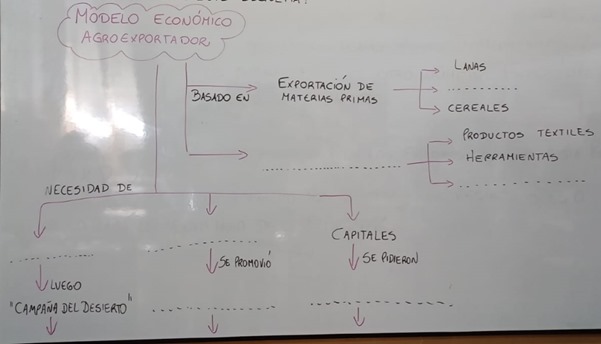 MODELO ECONÓMICO
AGROEXPORTADOR
BASADO EN
EXPORTACIÓN DE
MATERIAS PRIMAS
LANAS
CEREALES
PRODUCTOS TEXTILES
HERRAMIENTAS
NECESIDAD DE
CAPITALES
SE PROMOVIÓ
SE PIDIERON
LUEGO
"CAMPAÑA DEL DESIERTO"